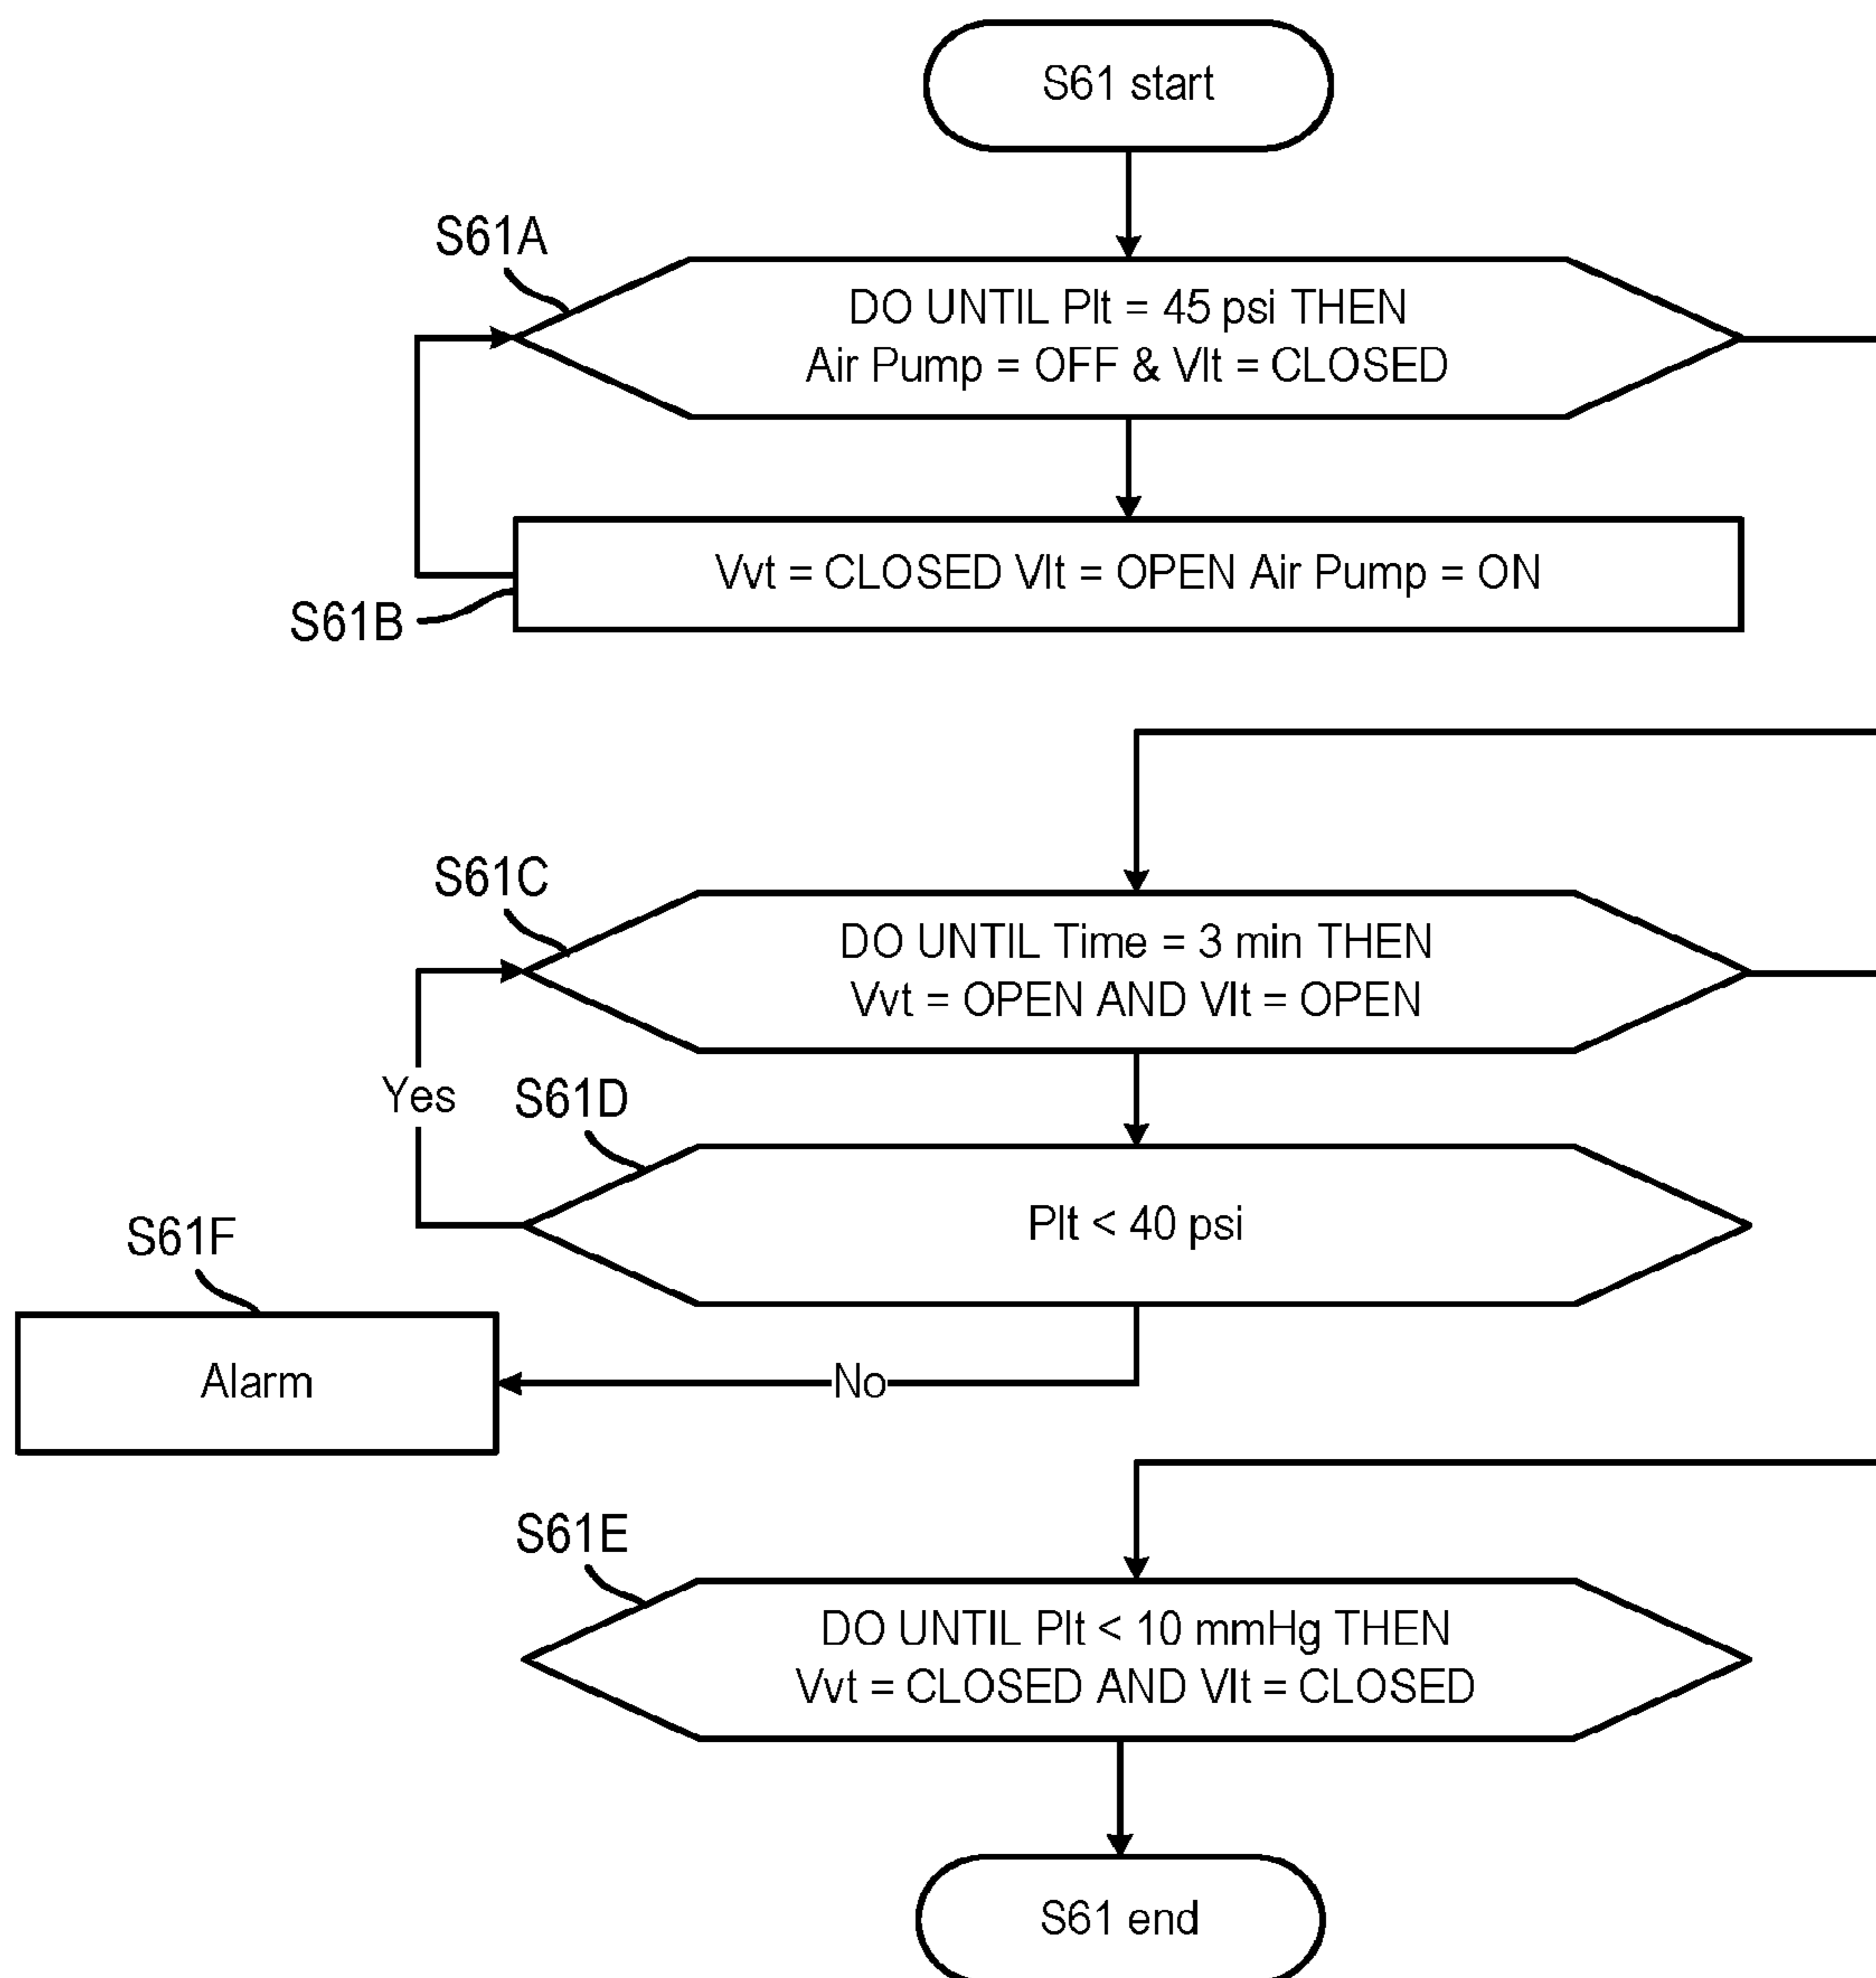 S61 start
S61A
DO UNTIL Plt = 45 psi THEN
Air Pump = OFF & Vlt = CLOSED
Vvt = CLOSED Vlt = OPEN Air Pump = ON
S61B
S61C
DO UNTIL Time = 3 min THEN
Vvt = OPEN AND Vlt = OPEN
Yes
S61D
Plt < 40 psi
S61F
Alarm
No
S61E
DO UNTIL Plt < 10 mmHg THEN
Vvt = CLOSED AND Vlt = CLOSED
S61 end